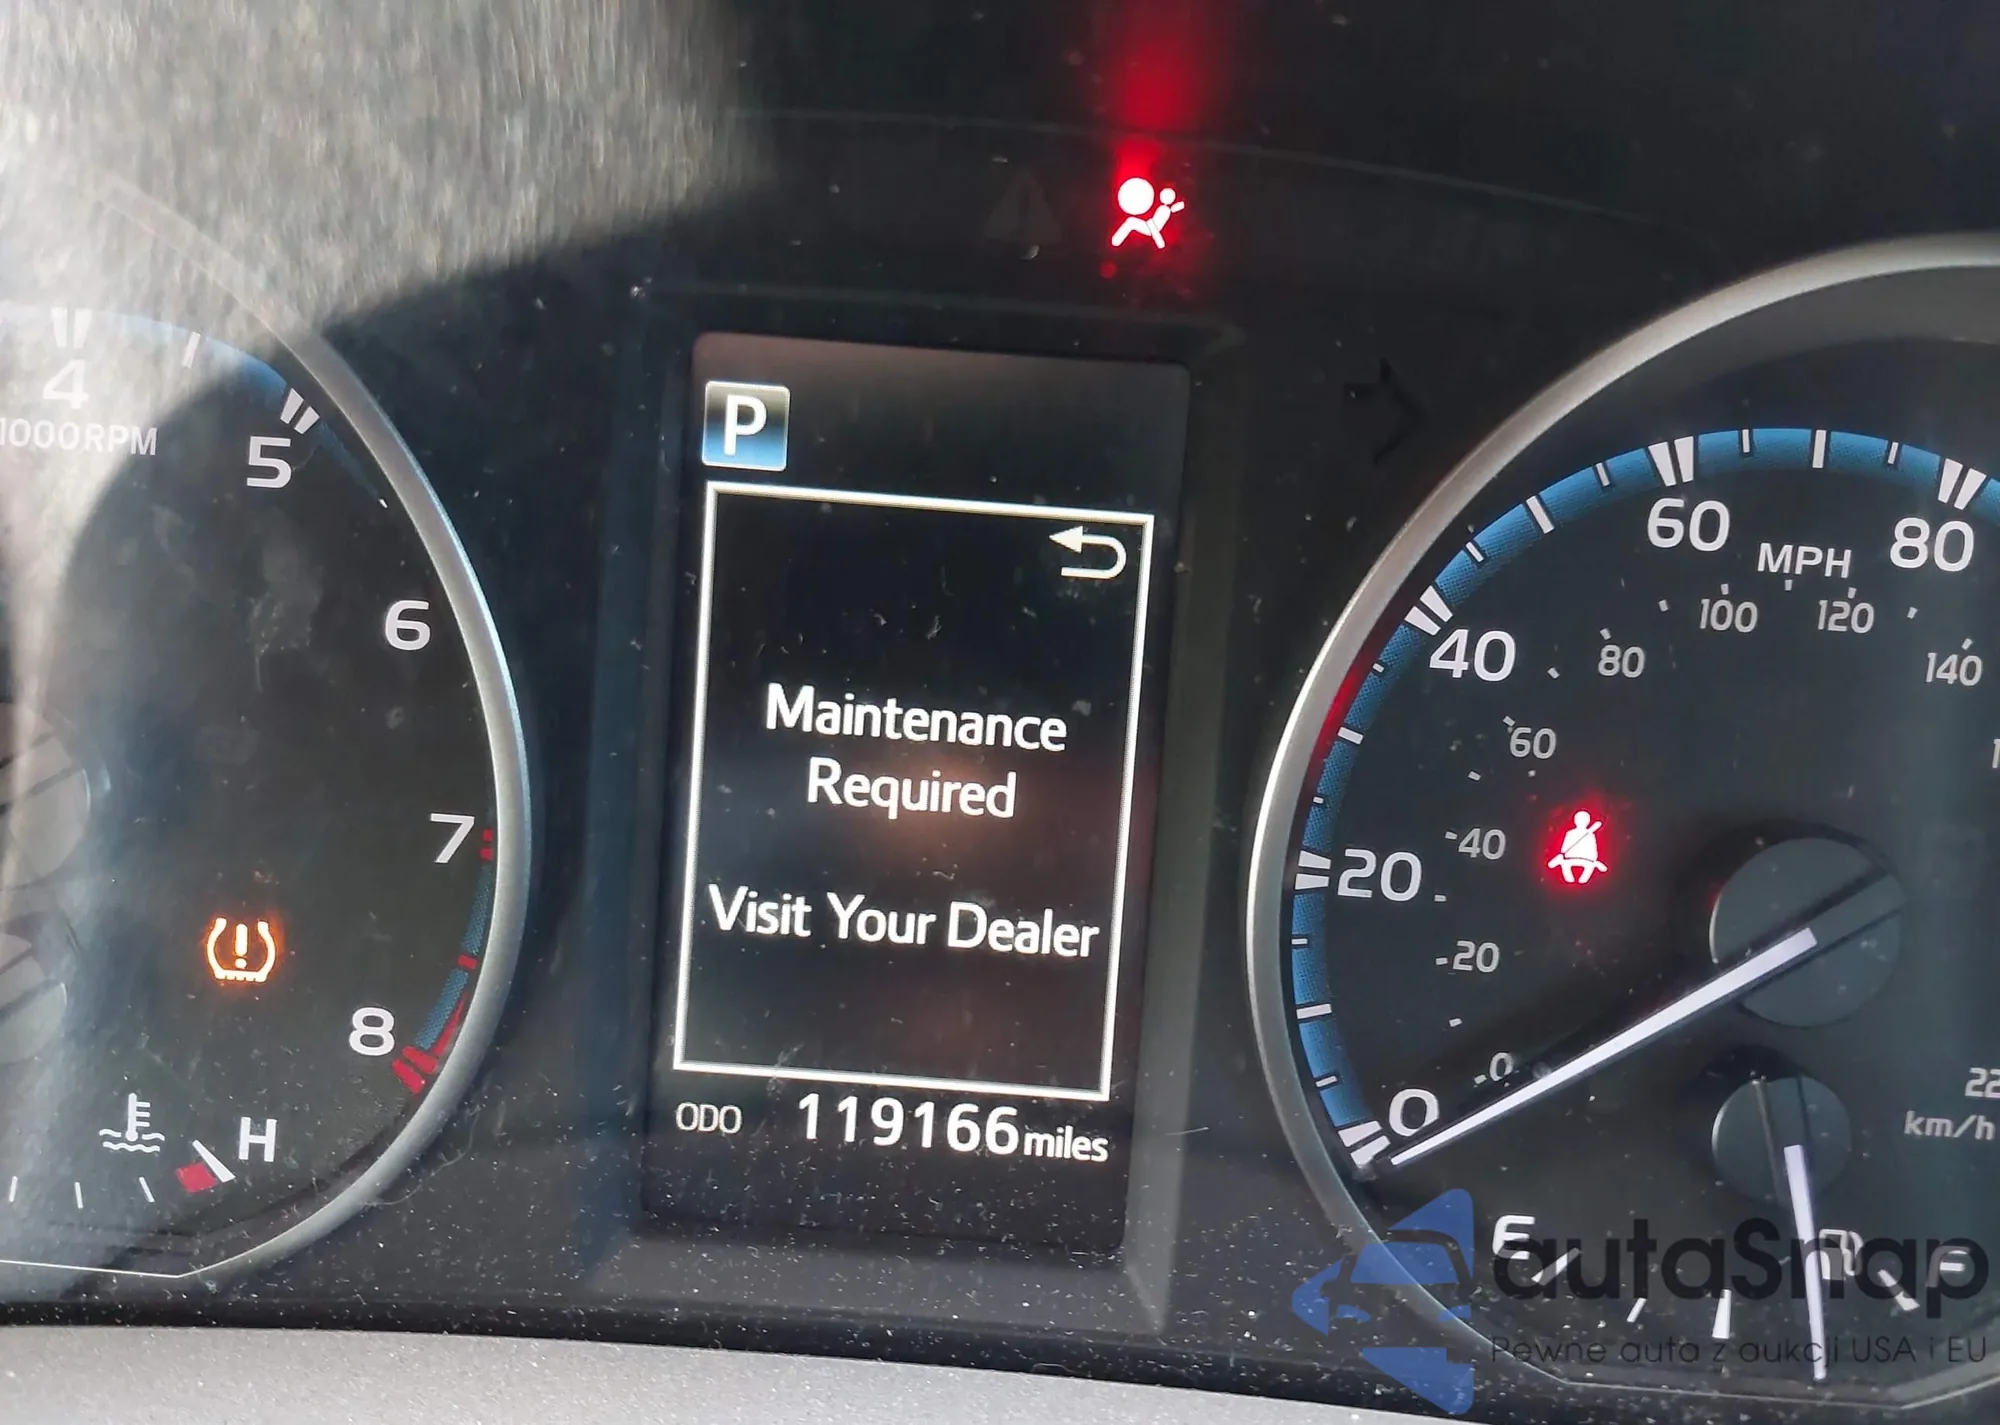 4
1000RPM
5
6
7
8
H
P
Maintenance
Required
Visit Your Dealer
ODO 119166 miles
60
MPH
80
40
20
0
100
120
140
80
60
40
20
0
km/h
E
F
autaSnap
Pewne auta z aukcji USA i EU